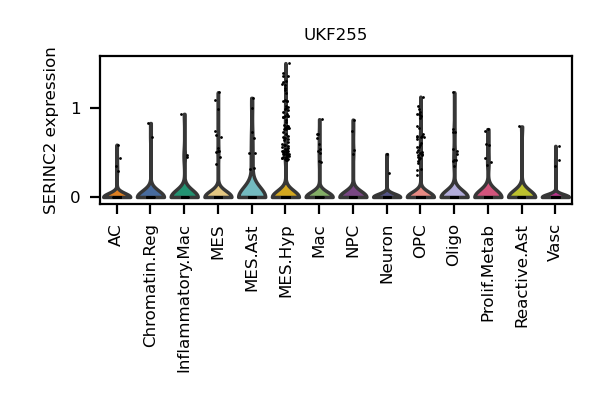 UKF255
SERINC2 expression
1
0
AC
Chromatin.Reg
Inflammatory.Mac
MES
MES.Ast
MES.Hyp
Mac
NPC
Neuron
OPC
Oligo
Prolif.Metab
Reactive.Ast
Vasc